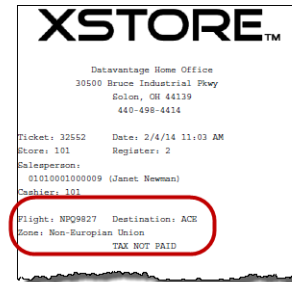 XSTORE™
Datavantage Home Office
30500 Bruce Industrial Pkwy
Solon, OH 44139
440-498-4414
Ticket: 32552 Date: 2/4/14 11:03 AM
Store: 101 Register: 2
Salesperson:
01010001000009 (Janet Newman)
Cashier: 101
Flight: NPQ9827 Destination: ACE
Zone: Non-Europian Union
TAX NOT PAID